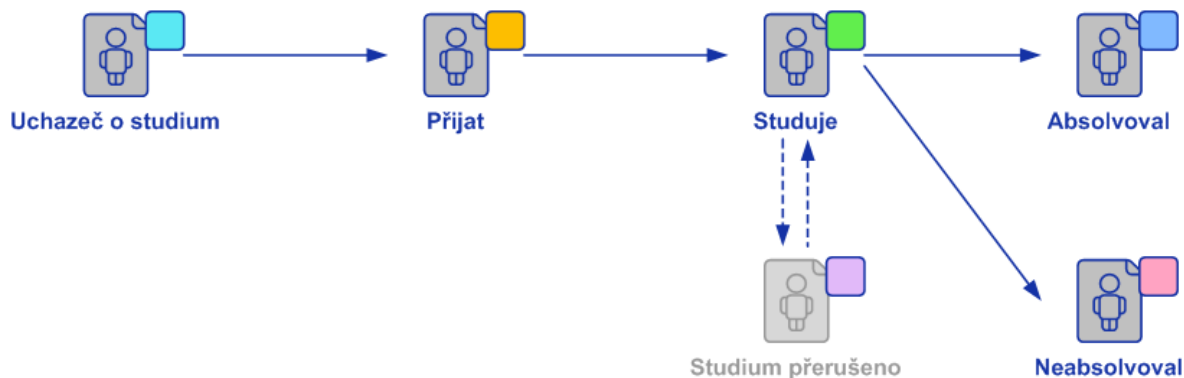 Uchazeč o studium
Přijat
Studuje
Absolvoval
Studium přerušeno
Neabsolvoval